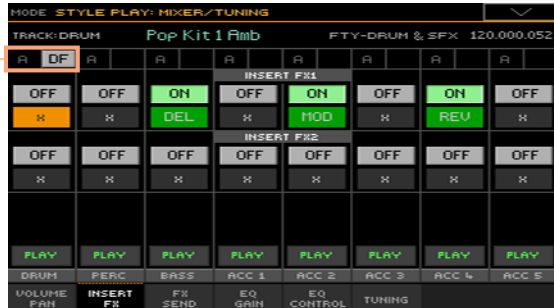 MODE STYLE PLAY: MIXER/TUNING
TRACK:DRUM Pop Kit 1 Amb FTY-DRUM & SFX 120.000.052
A DF A A A A A A A
INSERT FX1
OFF OFF ON OFF ON OFF ON OFF
x x DEL x MOD x REV x
INSERT FX2
OFF OFF OFF OFF OFF OFF OFF OFF
x x x x x x x x
PLAY PLAY PLAY PLAY PLAY PLAY PLAY PLAY
DRUM PERC BASS ACC 1 ACC 2 ACC 3 ACC 4 ACC 5
VOLUME PAN INSERT FX FX SEND EQ GAIN EQ CONTROL TUNING